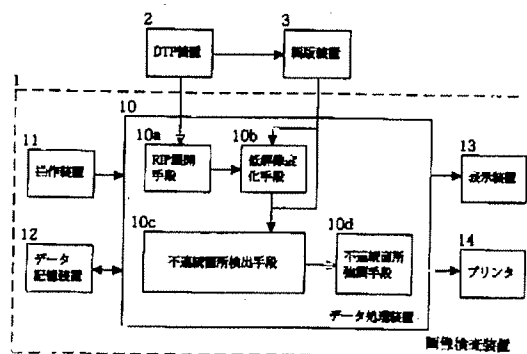 2
DTP装置
3
製版装置
1
10
10a
RIP展開
手段
10b
低解像度
化手段
11
操作装置
13
表示装置
12
データ
記憶装置
10c
不連続箇所検出手段
10d
不連続箇所
強調手段
14
プリンタ
データ処理装置
画像検査装置